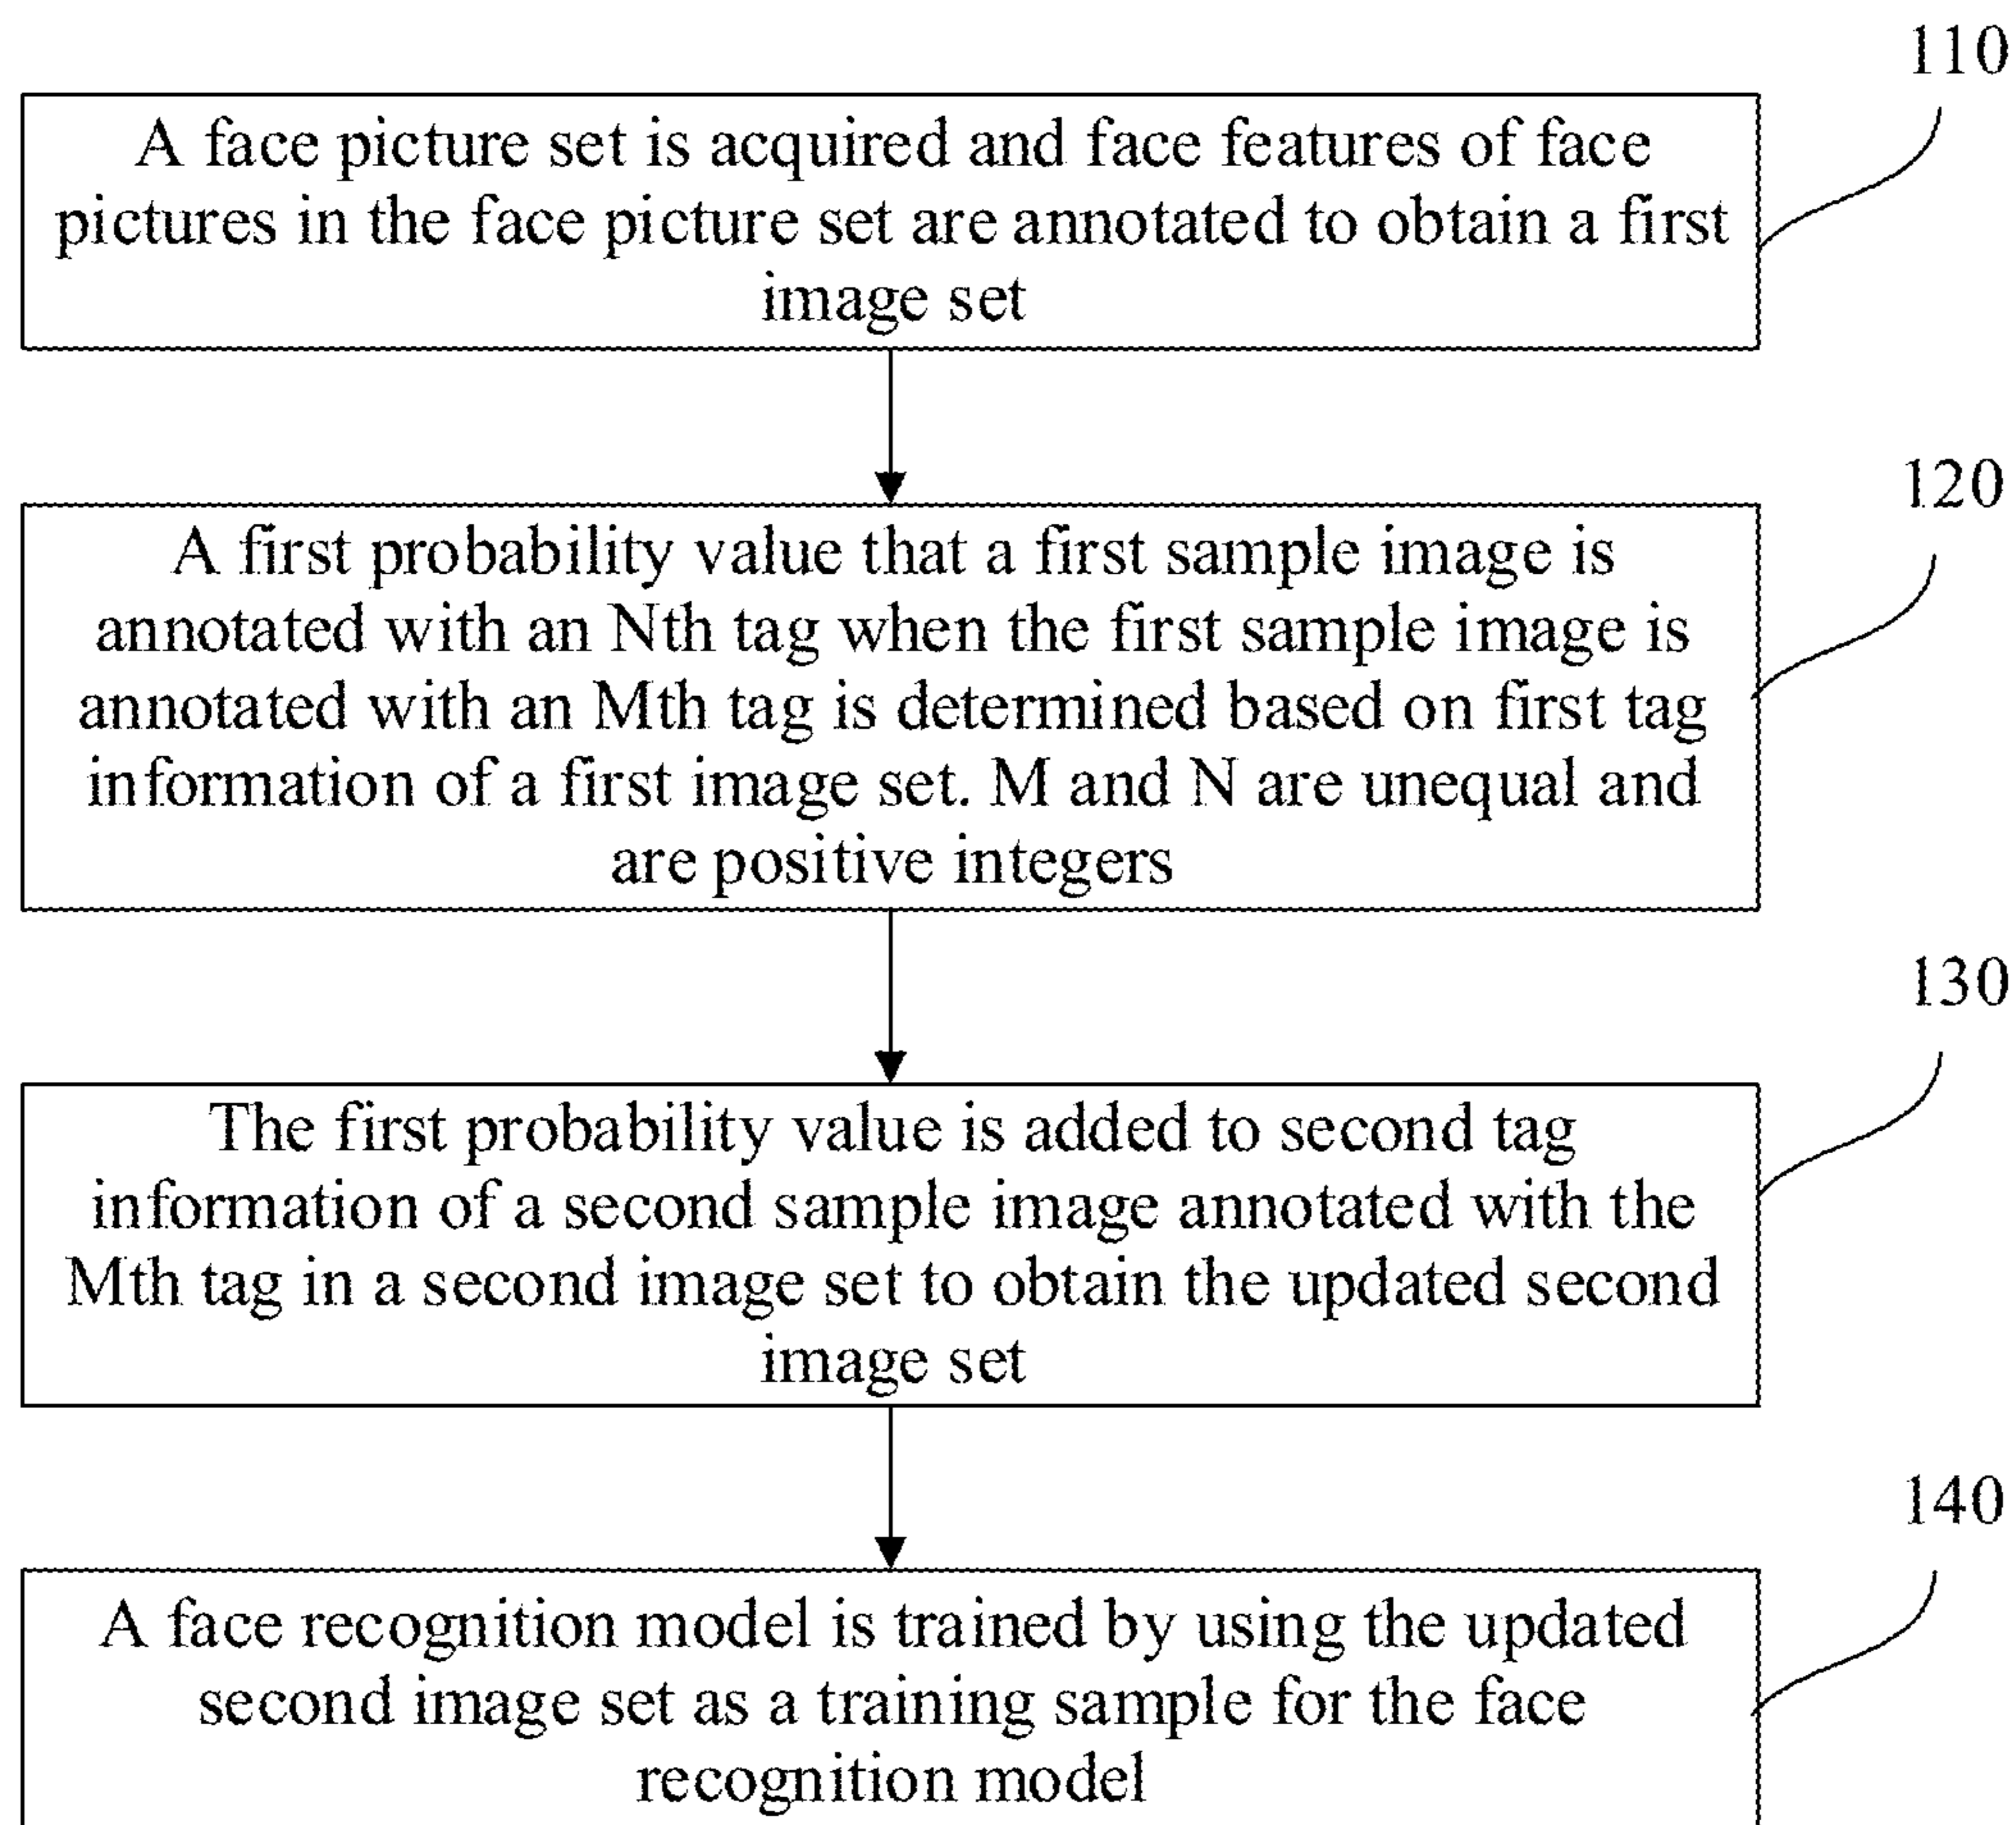 110
A face picture set is acquired and face features of face
pictures in the face picture set are annotated to obtain a first
image set
120
A first probability value that a first sample image is
annotated with an Nth tag when the first sample image is
annotated with an Mth tag is determined based on first tag
information of a first image set. M and N are unequal and
are positive integers
130
The first probability value is added to second tag
information of a second sample image annotated with the
Mth tag in a second image set to obtain the updated second
image set
140
A face recognition model is trained by using the updated
second image set as a training sample for the face
recognition model